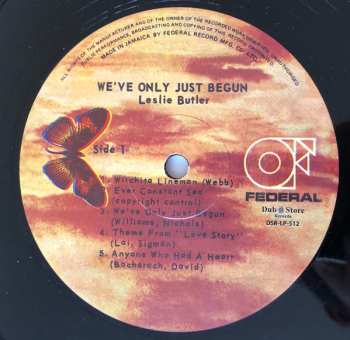 ALL RIGHTS OF THE MANUFACTURER AND OF THE OWNER OF THE RECORDED WORK RESERVED. UNAUTHORISED
PUBLIC PERFORMANCE, BROADCASTING AND COPYING OF THIS RECORD PROHIBITED
MADE IN JAMAICA BY FEDERAL RECORD MFG. CO. LTD.
WE'VE ONLY JUST BEGUN
Leslie Butler
Side 1
1. Witchita Lineman (Webb)
Ever Constant Sea
(copyright control)
3. We've Only Just Begun
(Williams, Nichols)
4. Theme From "Love Story"
(Lai, Sigman)
5. Anyone Who Had A Heart
(Bacharach, David)
FEDERAL
Dub Store
Records
DSR-LP-512